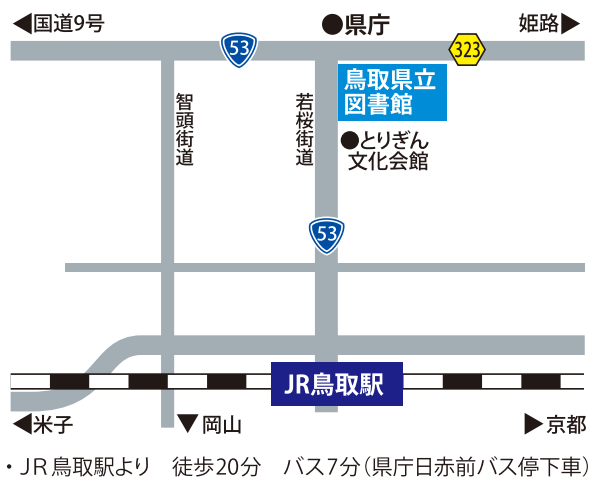 ◀国道9号
●県庁
姫路▶
53
323
鳥取県立
図書館
智頭街道
若桜街道
●とりぎん
文化会館
53
JR鳥取駅
◀米子
▼岡山
▶京都
・JR鳥取駅より　徒歩20分　バス7分（県庁日赤前バス停下車）